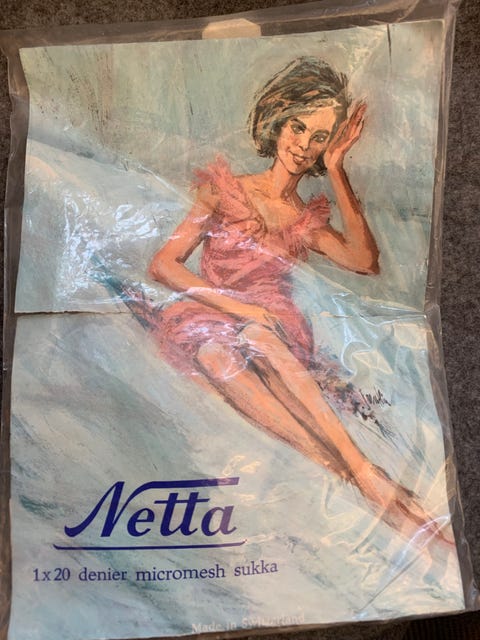 Netta
1x20 denier micromesh sukka
Made in Switzerland